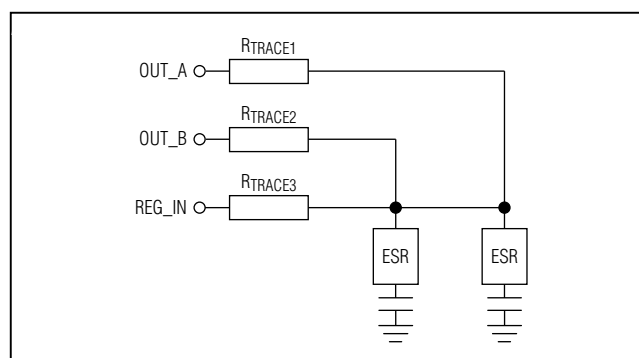 RTRACE1
OUT_A
RTRACE2
OUT_B
RTRACE3
REG_IN
ESR ESR